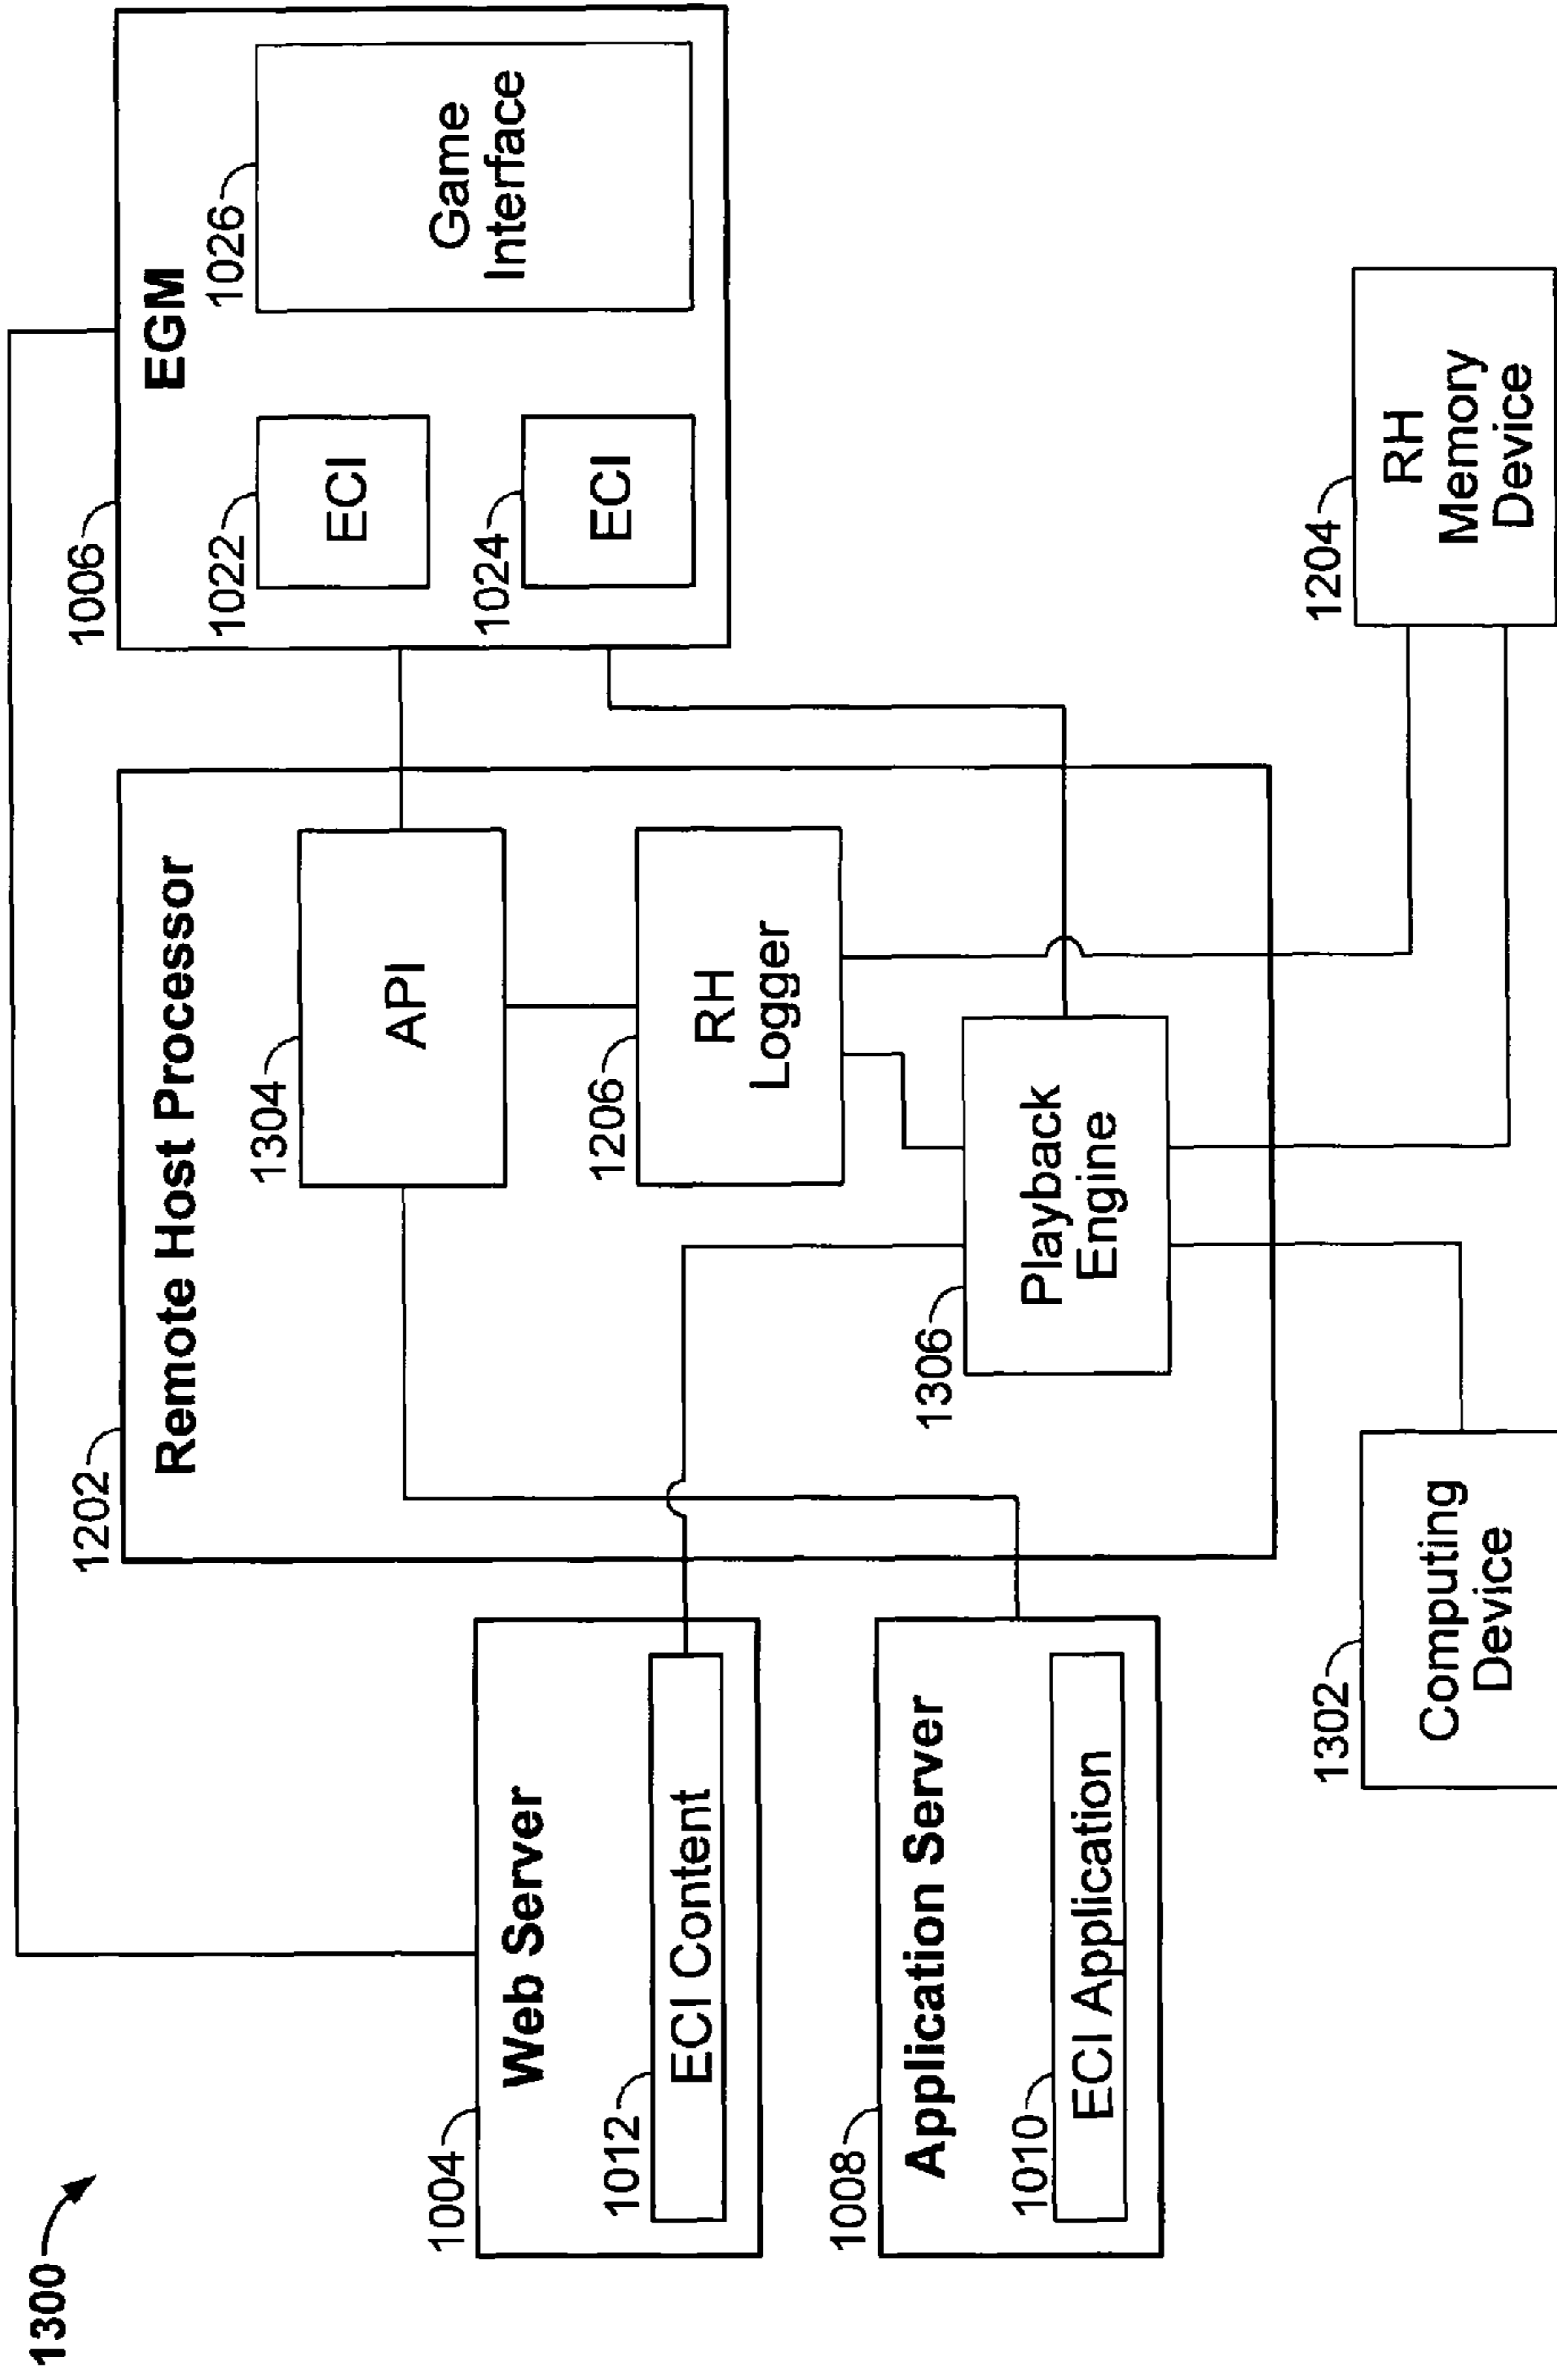 1300
1004
Web Server
1012
ECI Content
1008
Application Server
1010
ECI Application
1202
Remote Host Processor
1304
API
1206
RH
Logger
1306
Playback
Engine
1302
Computing
Device
1006
EGM
1022
ECI
1024
ECI
1026
Game
Interface
1204
RH
Memory
Device